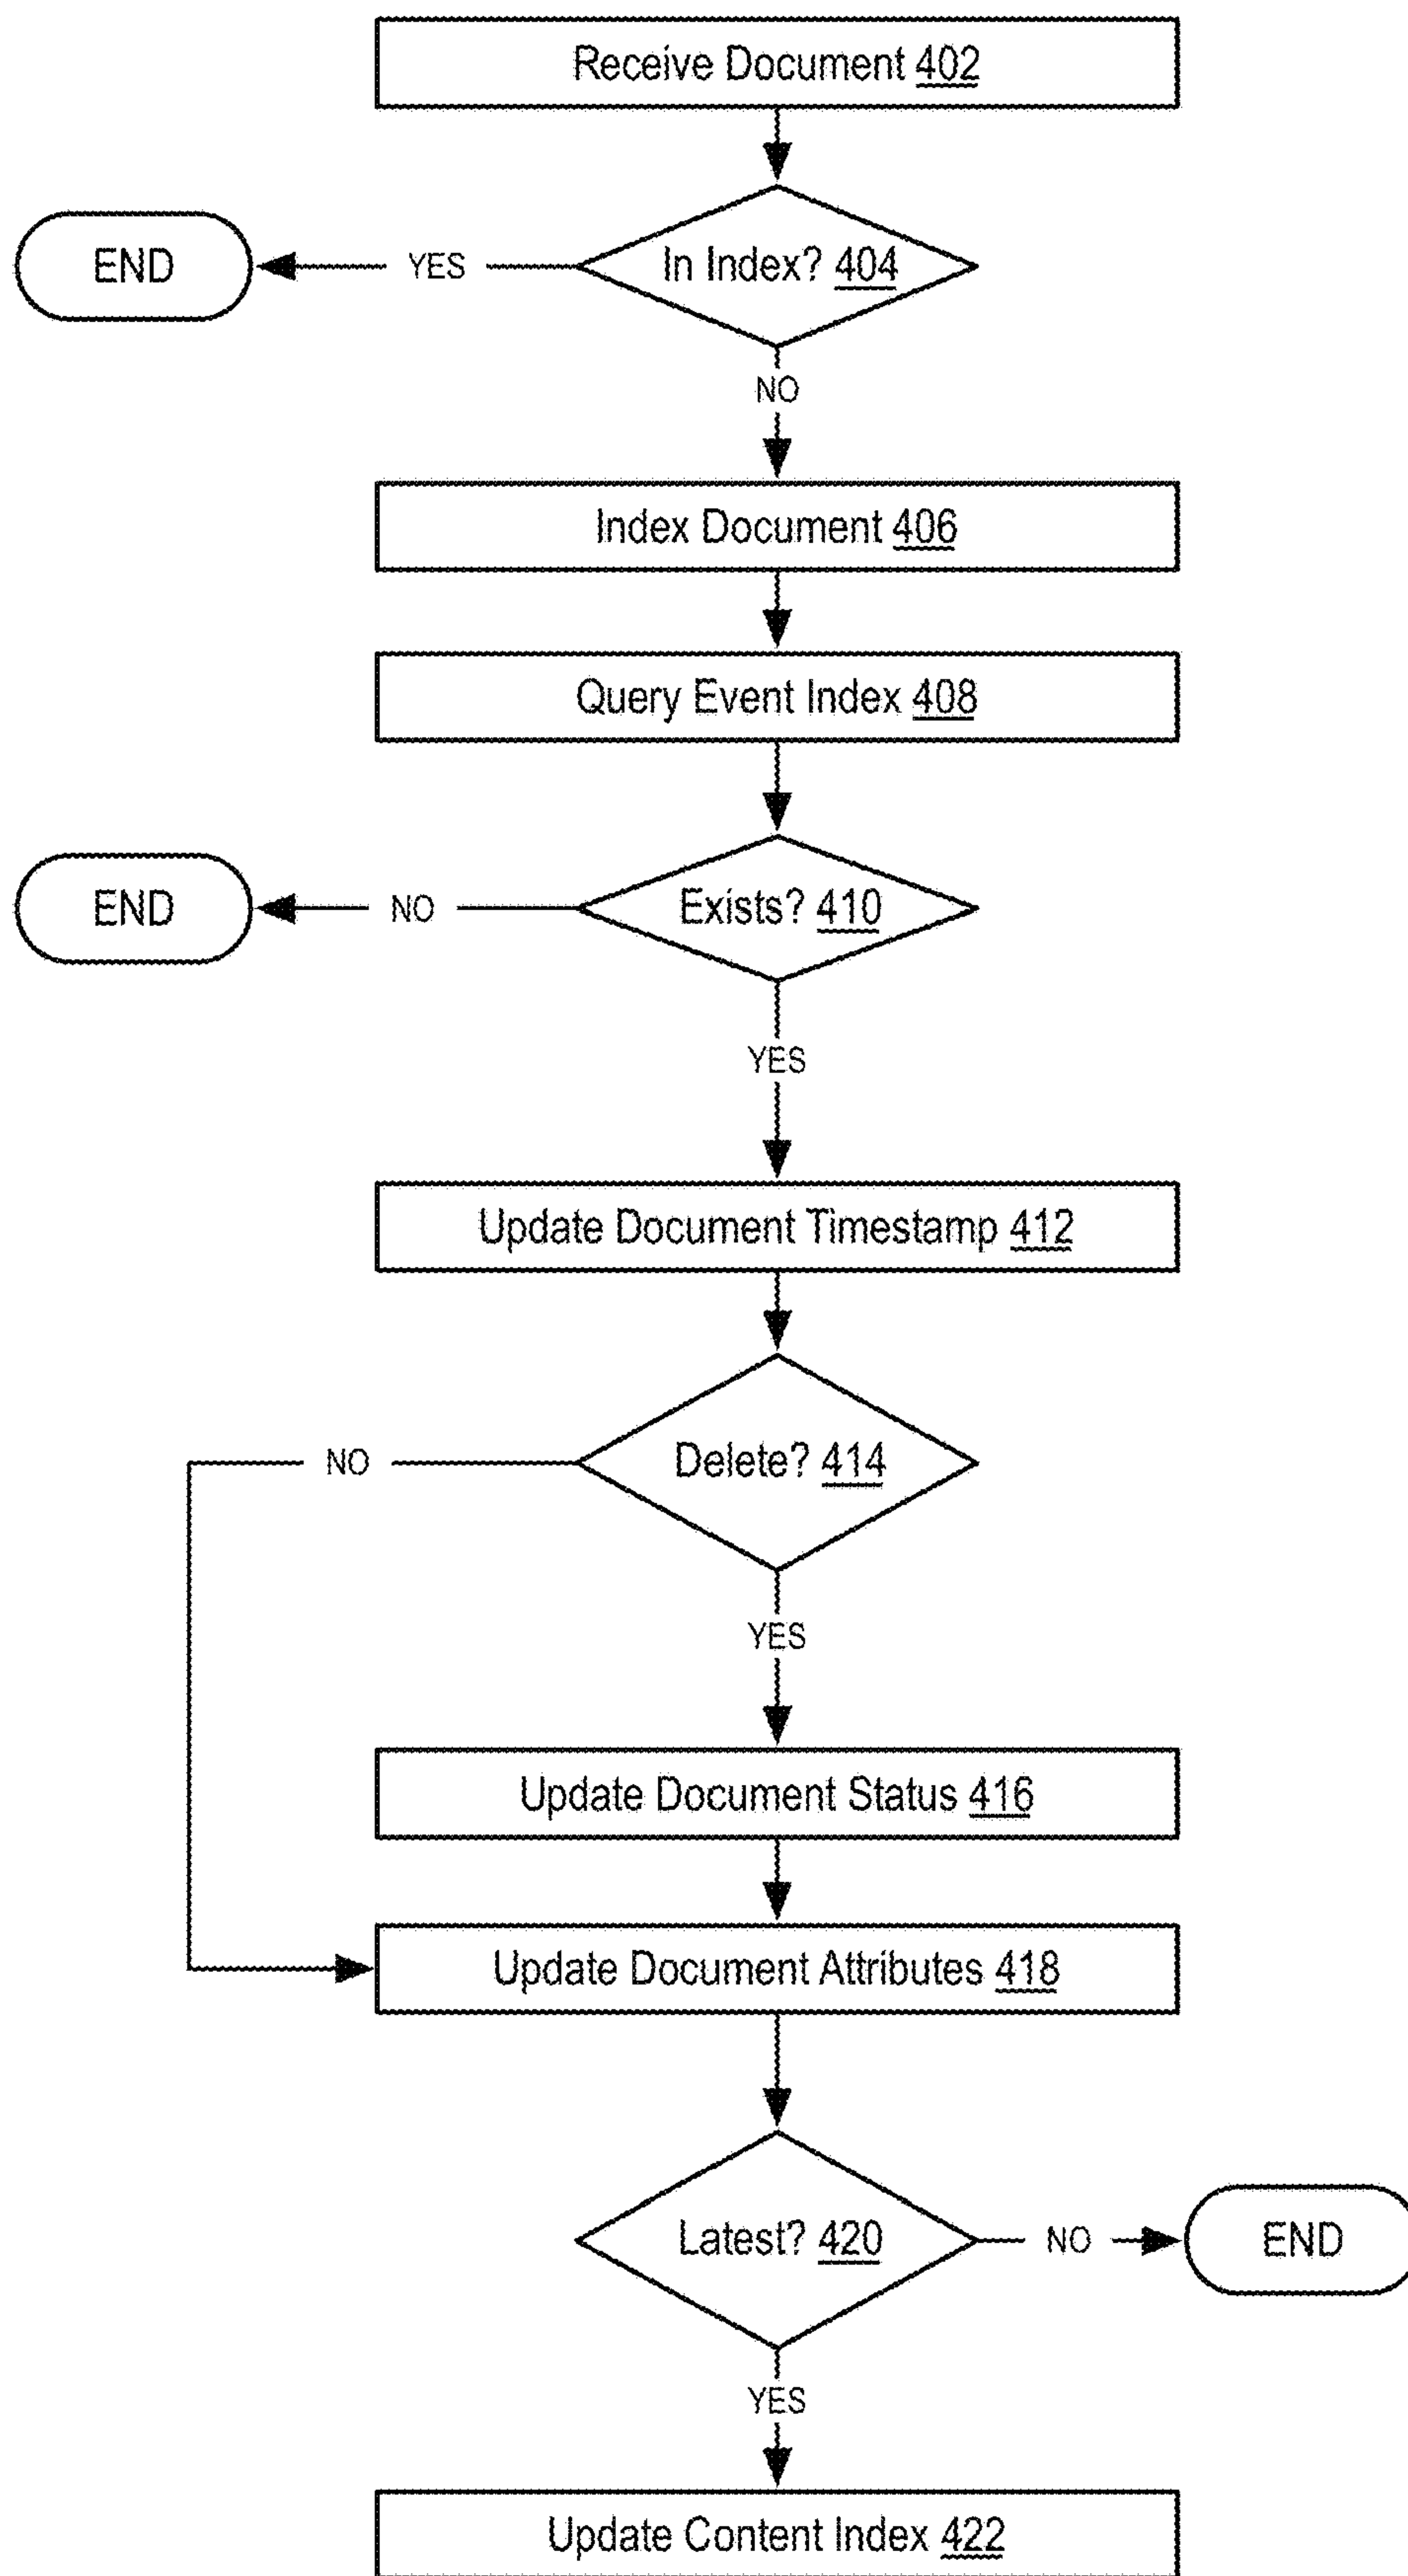 Receive Document 402
END
YES
In Index? 404
NO
Index Document 406
Query Event Index 408
END
NO
Exists? 410
YES
Update Document Timestamp 412
NO
Delete? 414
YES
Update Document Status 416
Update Document Attributes 418
Latest? 420
NO
END
YES
Update Content Index 422